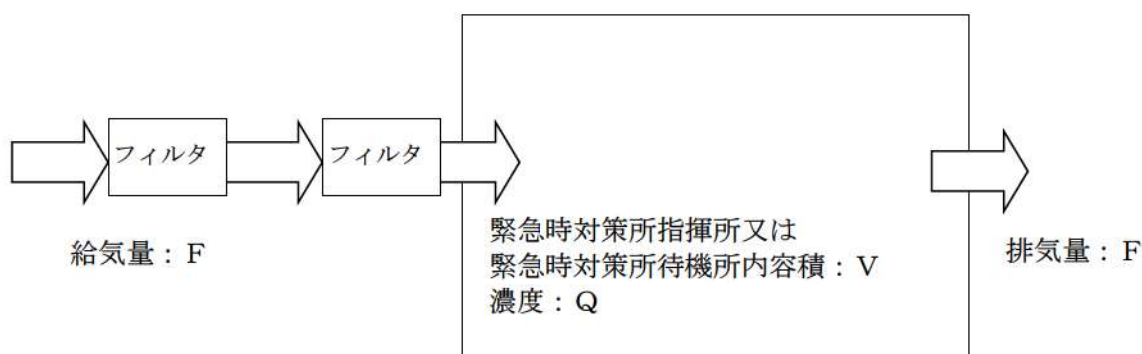 フィルタ
フィルタ
給気量：Ｆ
緊急時対策所指揮所又は
緊急時対策所待機所内容積：Ｖ
濃度：Ｑ
排気量：Ｆ